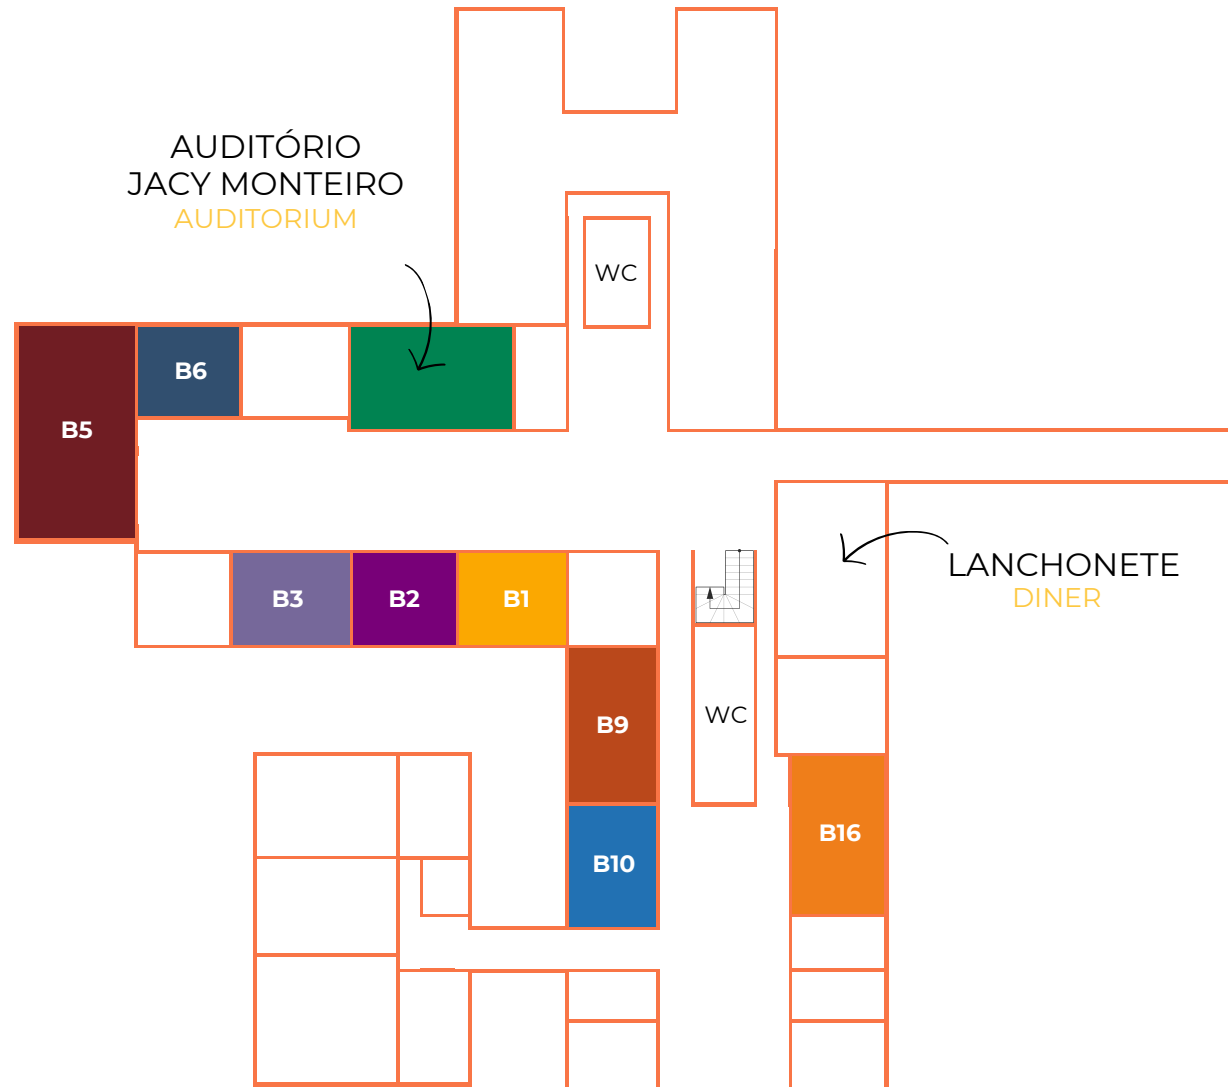 AUDITÓRIO
JACY MONTEIRO
AUDITORIUM
WC
B6
B5
LANCHONETE
DINER
B3
B2
B1
B9
WC
B16
B10